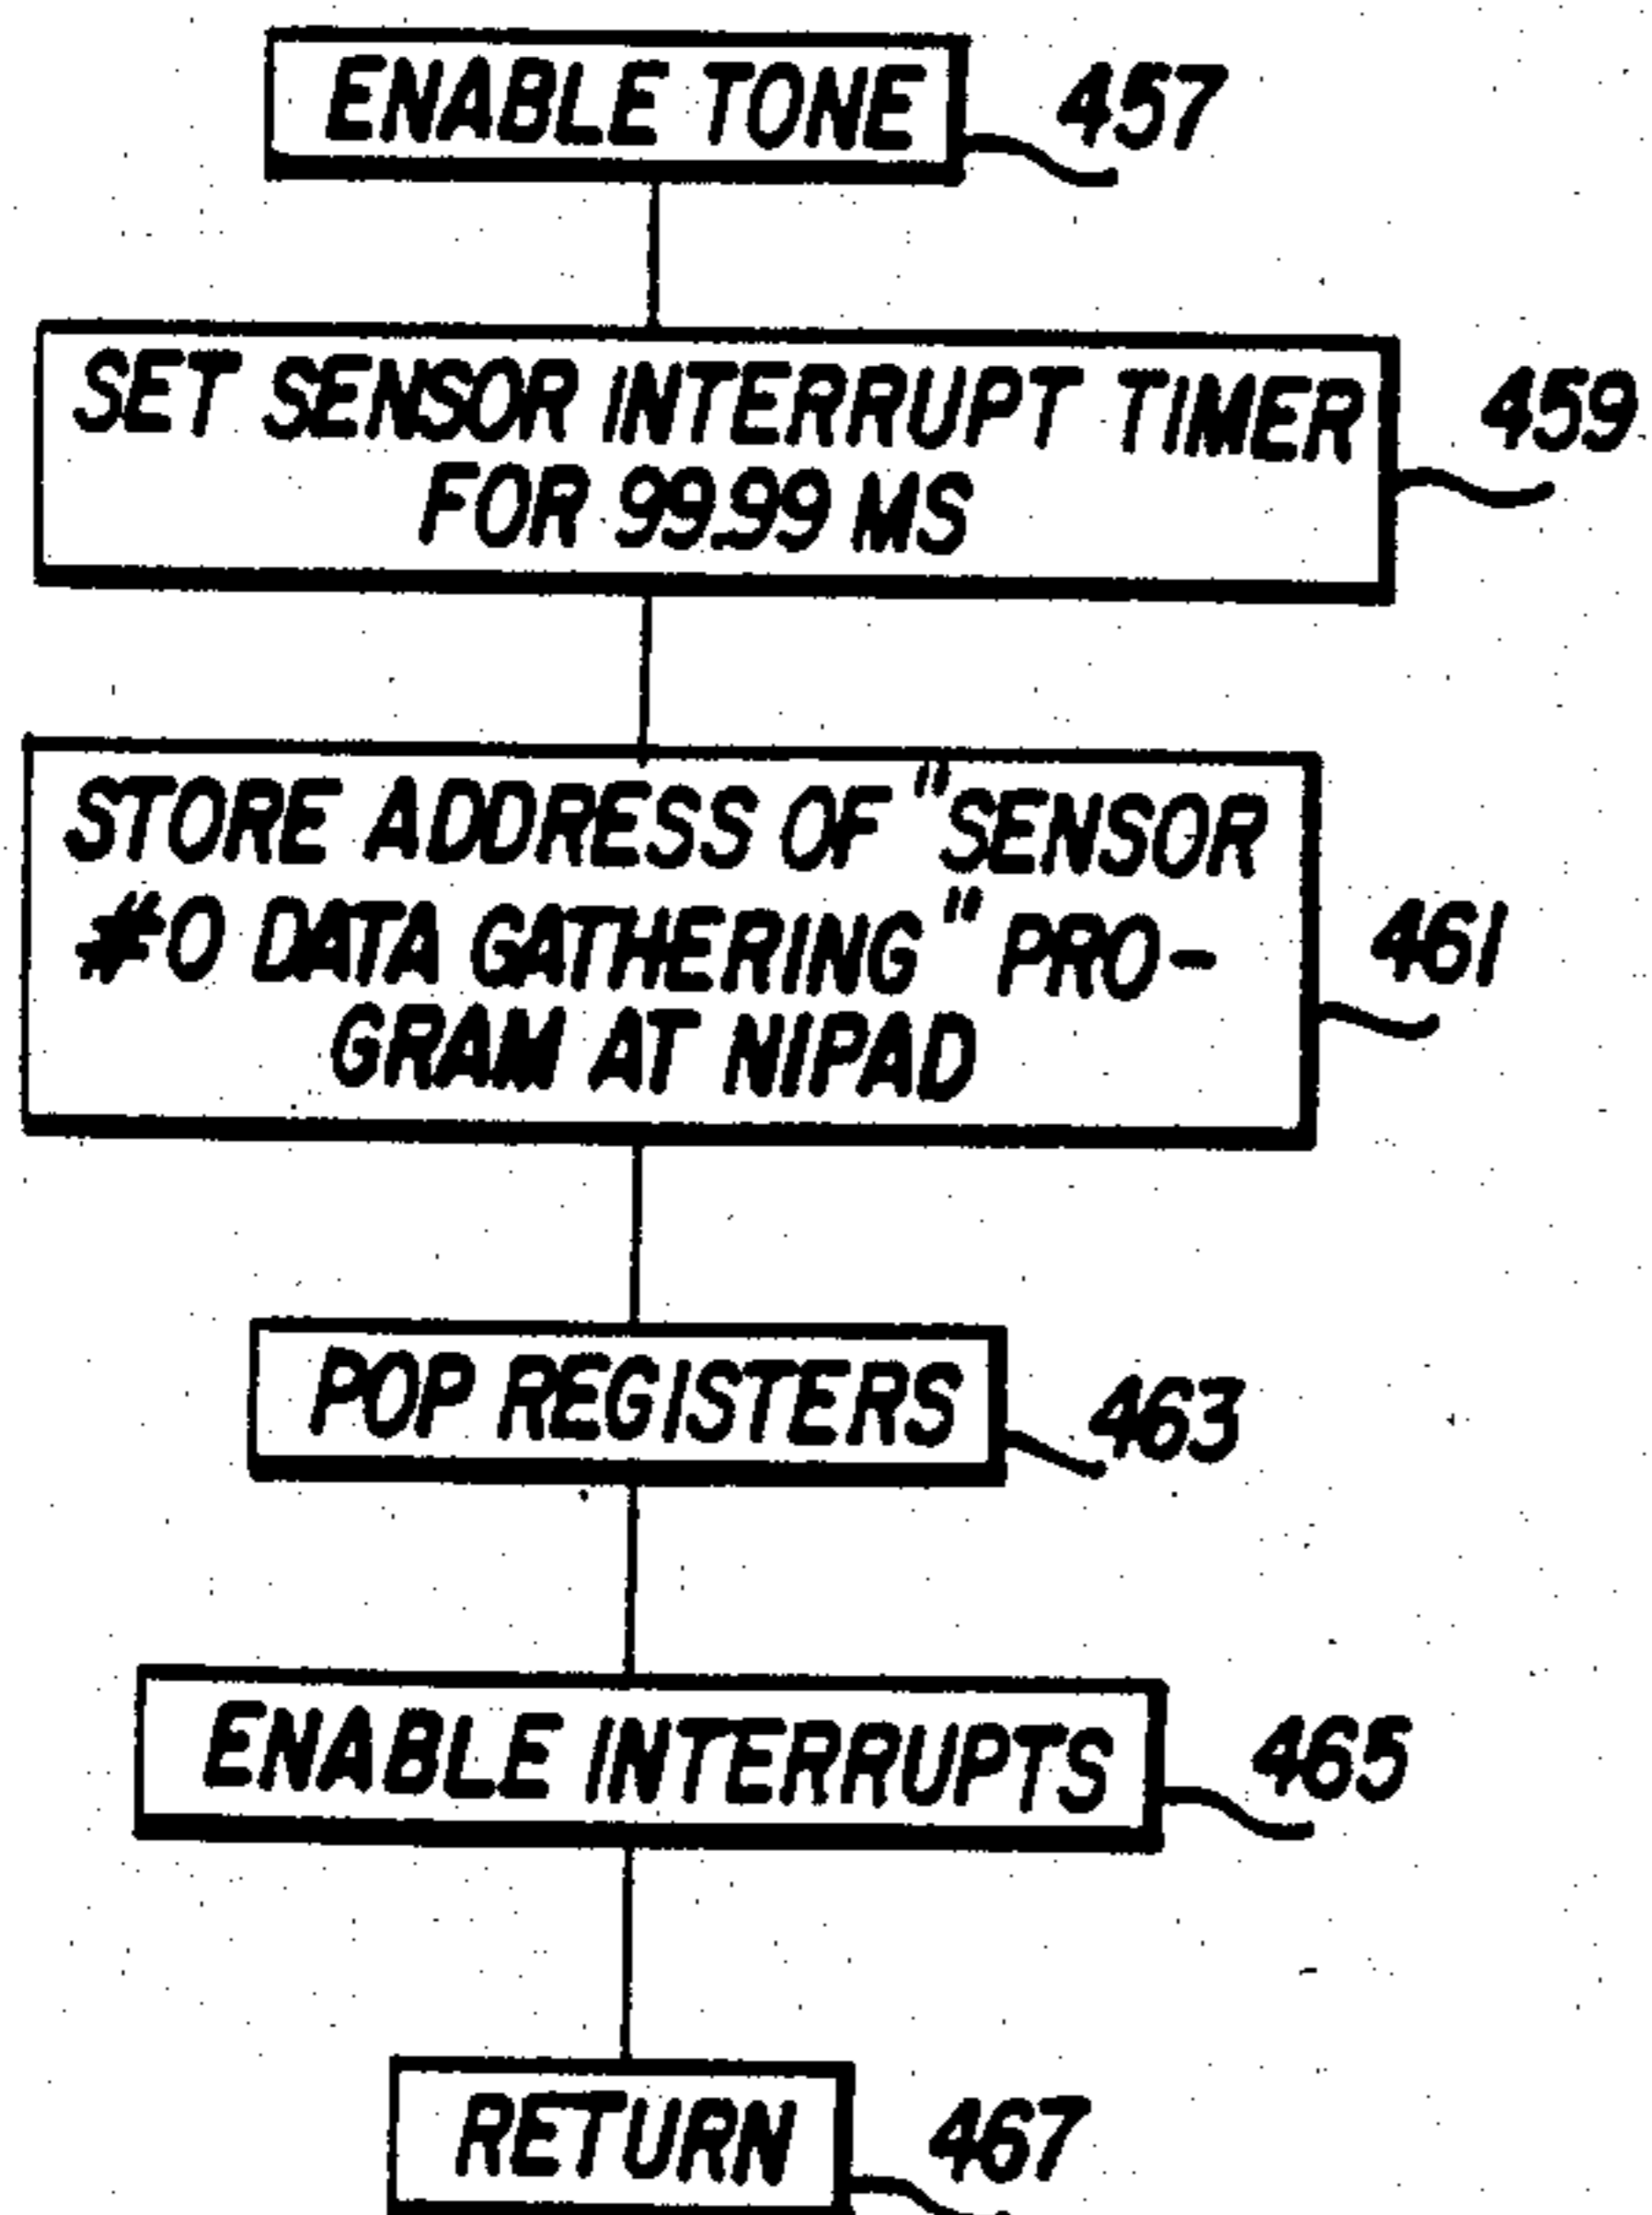 ENABLE TONE
457
SET SENSOR INTERRUPT TIMER
FOR 99.99 MS
459
STORE ADDRESS OF "SENSOR
#0 DATA GATHERING" PRO-
GRAM AT NIPAD
461
POP REGISTERS
463
ENABLE INTERRUPTS
465
RETURN
467